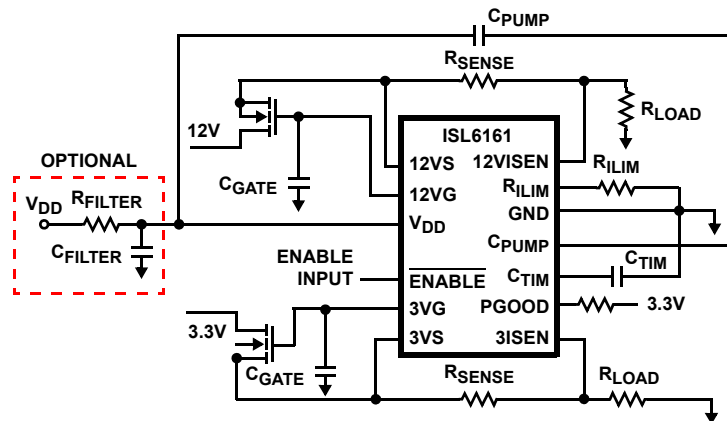 CPUMP
RSENSE
RLOAD
12V
ISL6161
OPTIONAL
12VS
12VISEN
RILIM
VDD
RFILTER
CGATE
12VG
RILIM
GND
VDD
CFILTER
CPUMP
CTIM
ENABLE
INPUT
ENABLE
CTIM
PGOOD
3.3V
3VG
3.3V
3VS
3ISEN
CGATE
RSENSE
RLOAD